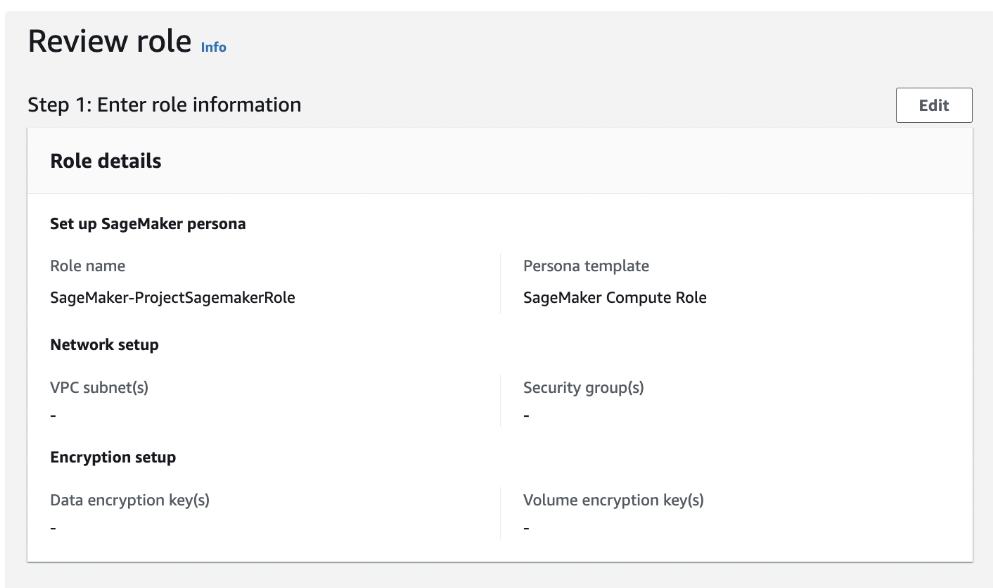 Review role Info
Step 1: Enter role information
Edit
Role details
Set up SageMaker persona
Role name
SageMaker-ProjectSagemakerRole
Persona template
SageMaker Compute Role
Network setup
VPC subnet(s)
-
Security group(s)
-
Encryption setup
Data encryption key(s)
-
Volume encryption key(s)
-